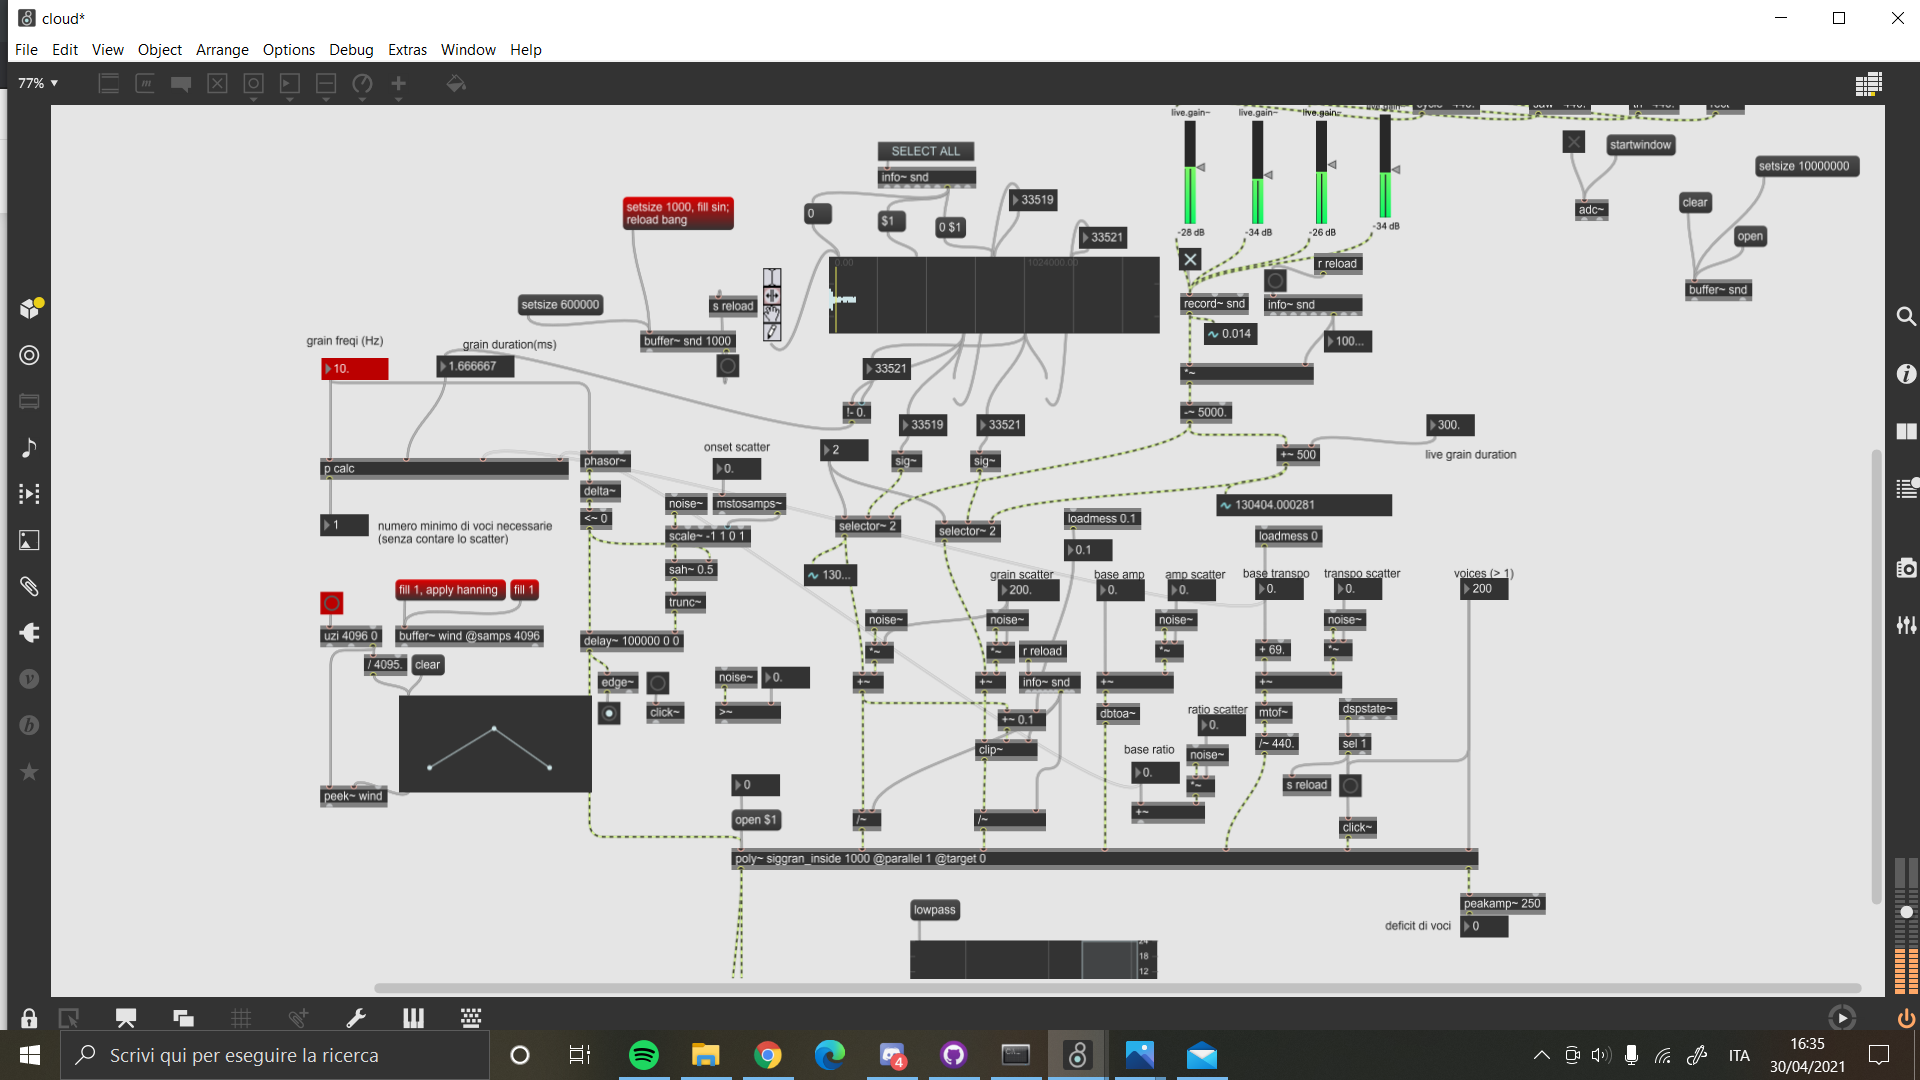 cloud*
File Edit View Object Arrange Options Debug Extras Window Help
77%
live.gain~ live.gain~ live.gain~ live.gain~
startwindow
setsize 10000000
SELECT ALL
info~ snd
clear
setsize 1000, fill sin;
reload bang
0
$1
0 $1
33519
33521
adc~
-28 dB
-34 dB
-26 dB
-34 dB
open
r reload
0.00
1024000.00
buffer~ snd
setsize 600000
s reload
record~ snd
info~ snd
0.014
buffer~ snd 1000
100...
grain freqi (Hz)
grain duration(ms)
10.
1.666667
33521
*~
!- 0.
-~ 5000.
33519
33521
300.
onset scatter
2
+~ 500
live grain duration
p calc
phasor~
0.
sig~
sig~
delta~
noise~
mstosamps~
130404.000281
1
numero minimo di voci necessarie
(senza contare lo scatter)
<~ 0
scale~ -1 1 0 1
selector~ 2
selector~ 2
loadmess 0.1
loadmess 0
0.1
sah~ 0.5
130...
grain scatter
base amp
amp scatter
base transpo
transpo scatter
voices (> 1)
fill 1, apply hanning
fill 1
200.
0.
0.
0.
0.
200
trunc~
noise~
noise~
noise~
noise~
uzi 4096 0
buffer~ wind @samps 4096
delay~ 100000 0 0
*~
*~
r reload
*~
+ 69.
*~
/ 4095.
clear
edge~
noise~
0.
+~
+~
info~ snd
+~
+~
click~
>~
+~ 0.1
dbtoa~
ratio scatter
0.
mtof~
dspstate~
clip~
base ratio
noise~
/~ 440.
sel 1
0.
*~
s reload
peek~ wind
0
open $1
/~
/~
+~
click~
poly~ siggran_inside 1000 @parallel 1 @target 0
lowpass
peakamp~ 250
deficit di voci
0
24
18
12
Scrivi qui per eseguire la ricerca
4
ITA
16:35
30/04/2021